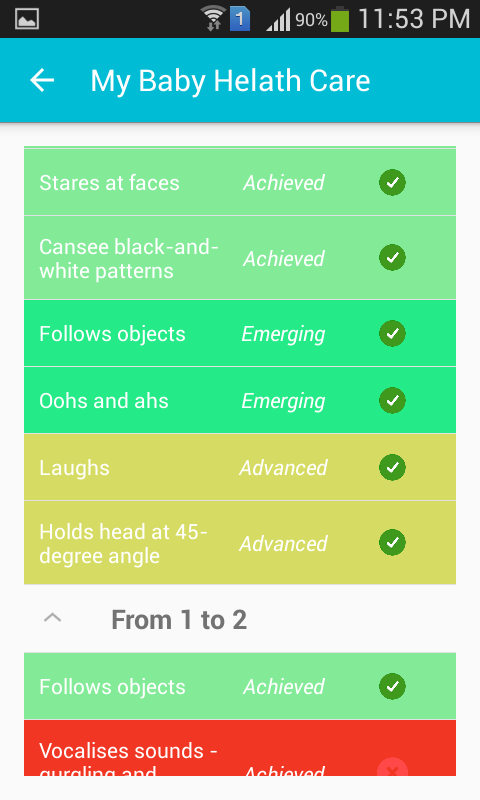 1 90% 11:53 PM
My Baby Helath Care
Stares at faces Achieved
Cansee black-and-
white patterns Achieved
Follows objects Emerging
Oohs and ahs Emerging
Laughs Advanced
Holds head at 45-
degree angle Advanced
From 1 to 2
Follows objects Achieved
Vocalises sounds -
gurgling and Achieved